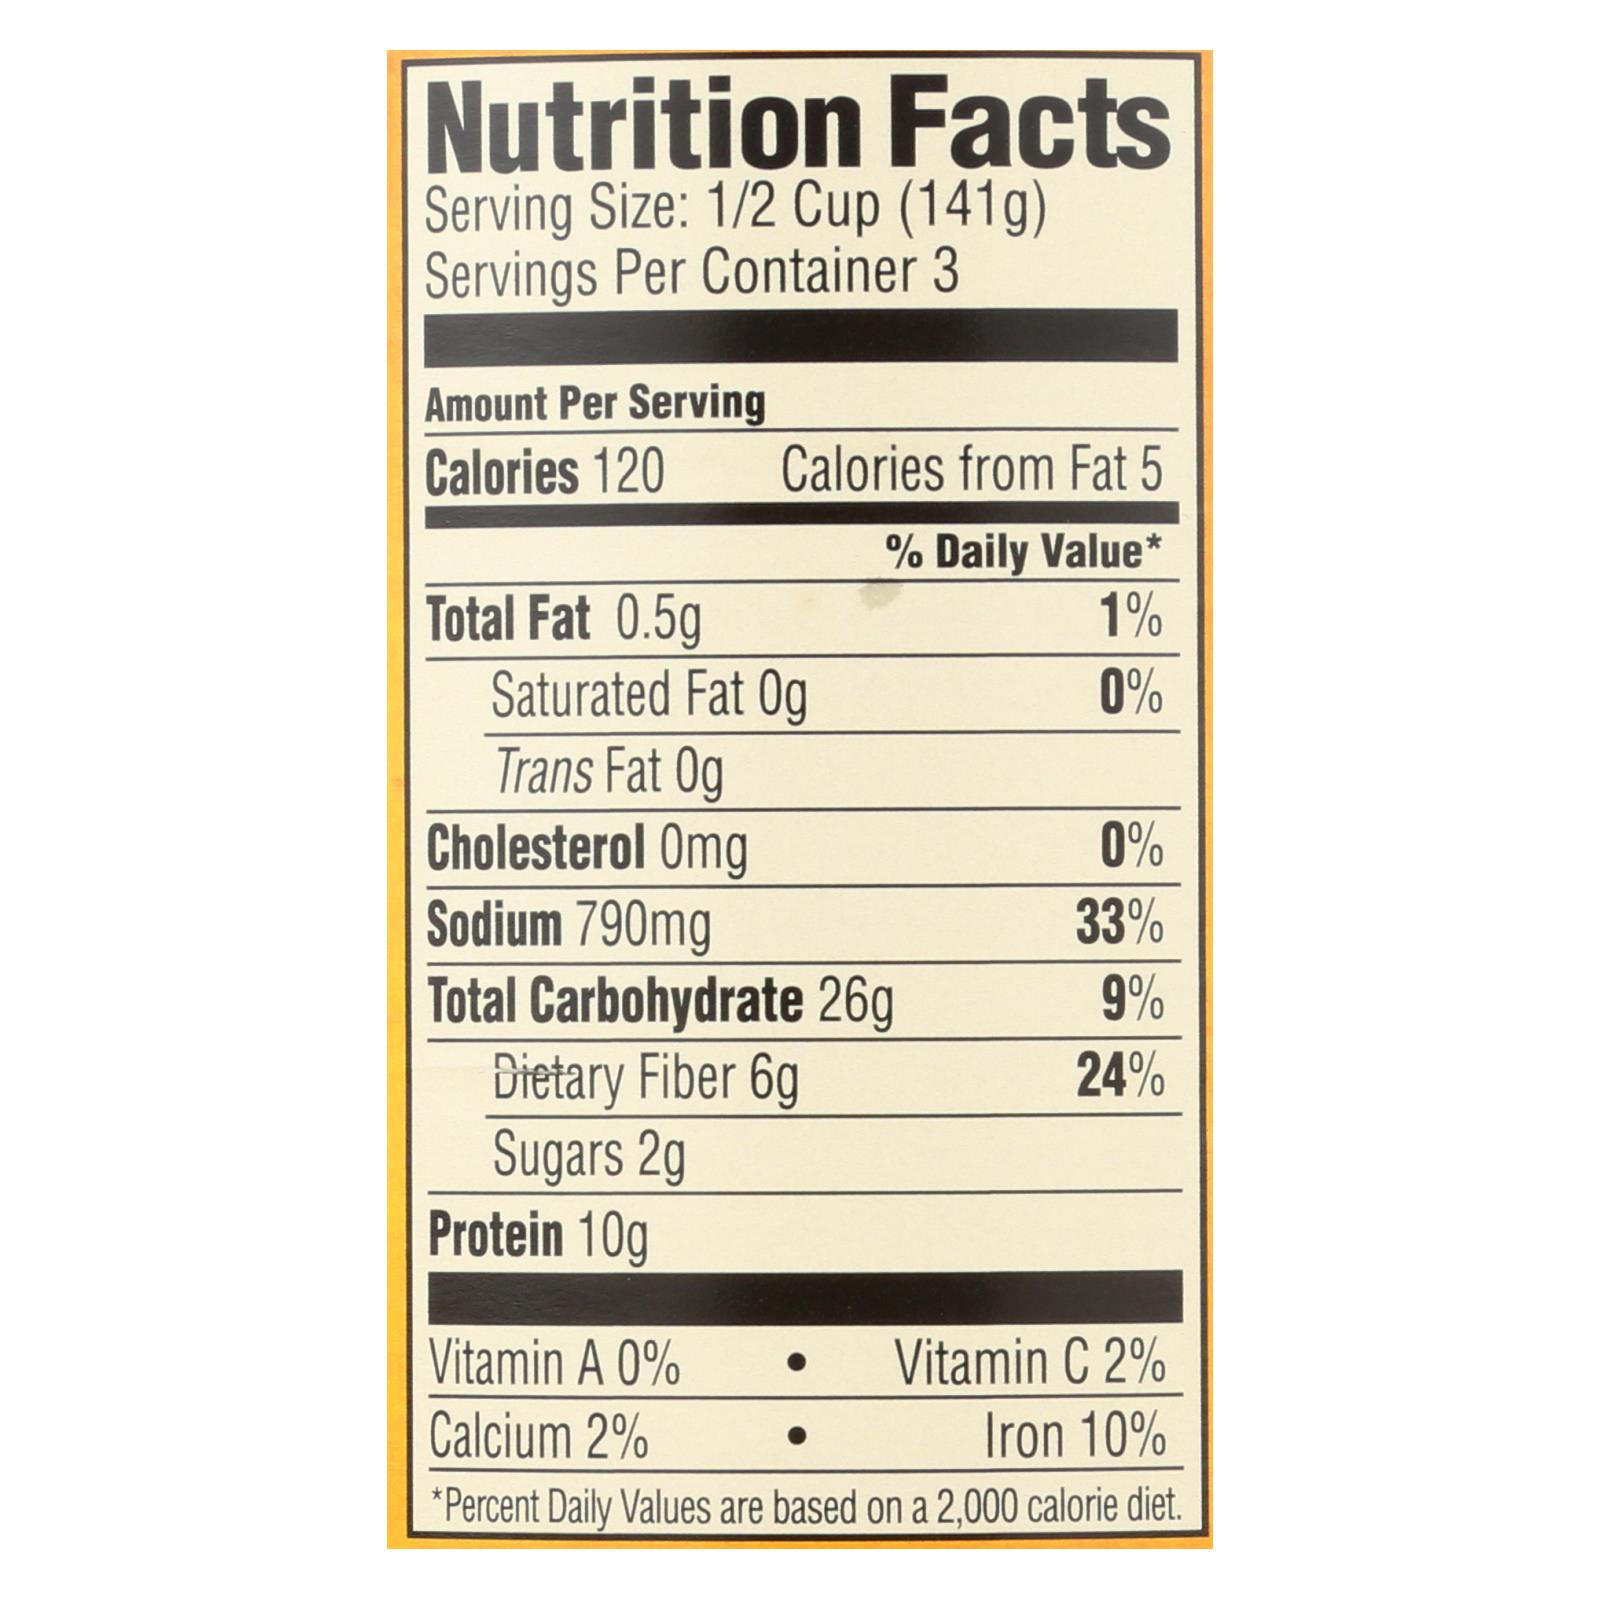 Nutrition Facts
Serving Size: 1/2 Cup (141g)
Servings Per Container 3
Amount Per Serving
Calories 120 Calories from Fat 5
% Daily Value*
Total Fat 0.5g 1%
Saturated Fat 0g 0%
Trans Fat 0g
Cholesterol 0mg 0%
Sodium 790mg 33%
Total Carbohydrate 26g 9%
Dietary Fiber 6g 24%
Sugars 2g
Protein 10g
Vitamin A 0% • Vitamin C 2%
Calcium 2% • Iron 10%
*Percent Daily Values are based on a 2,000 calorie diet.